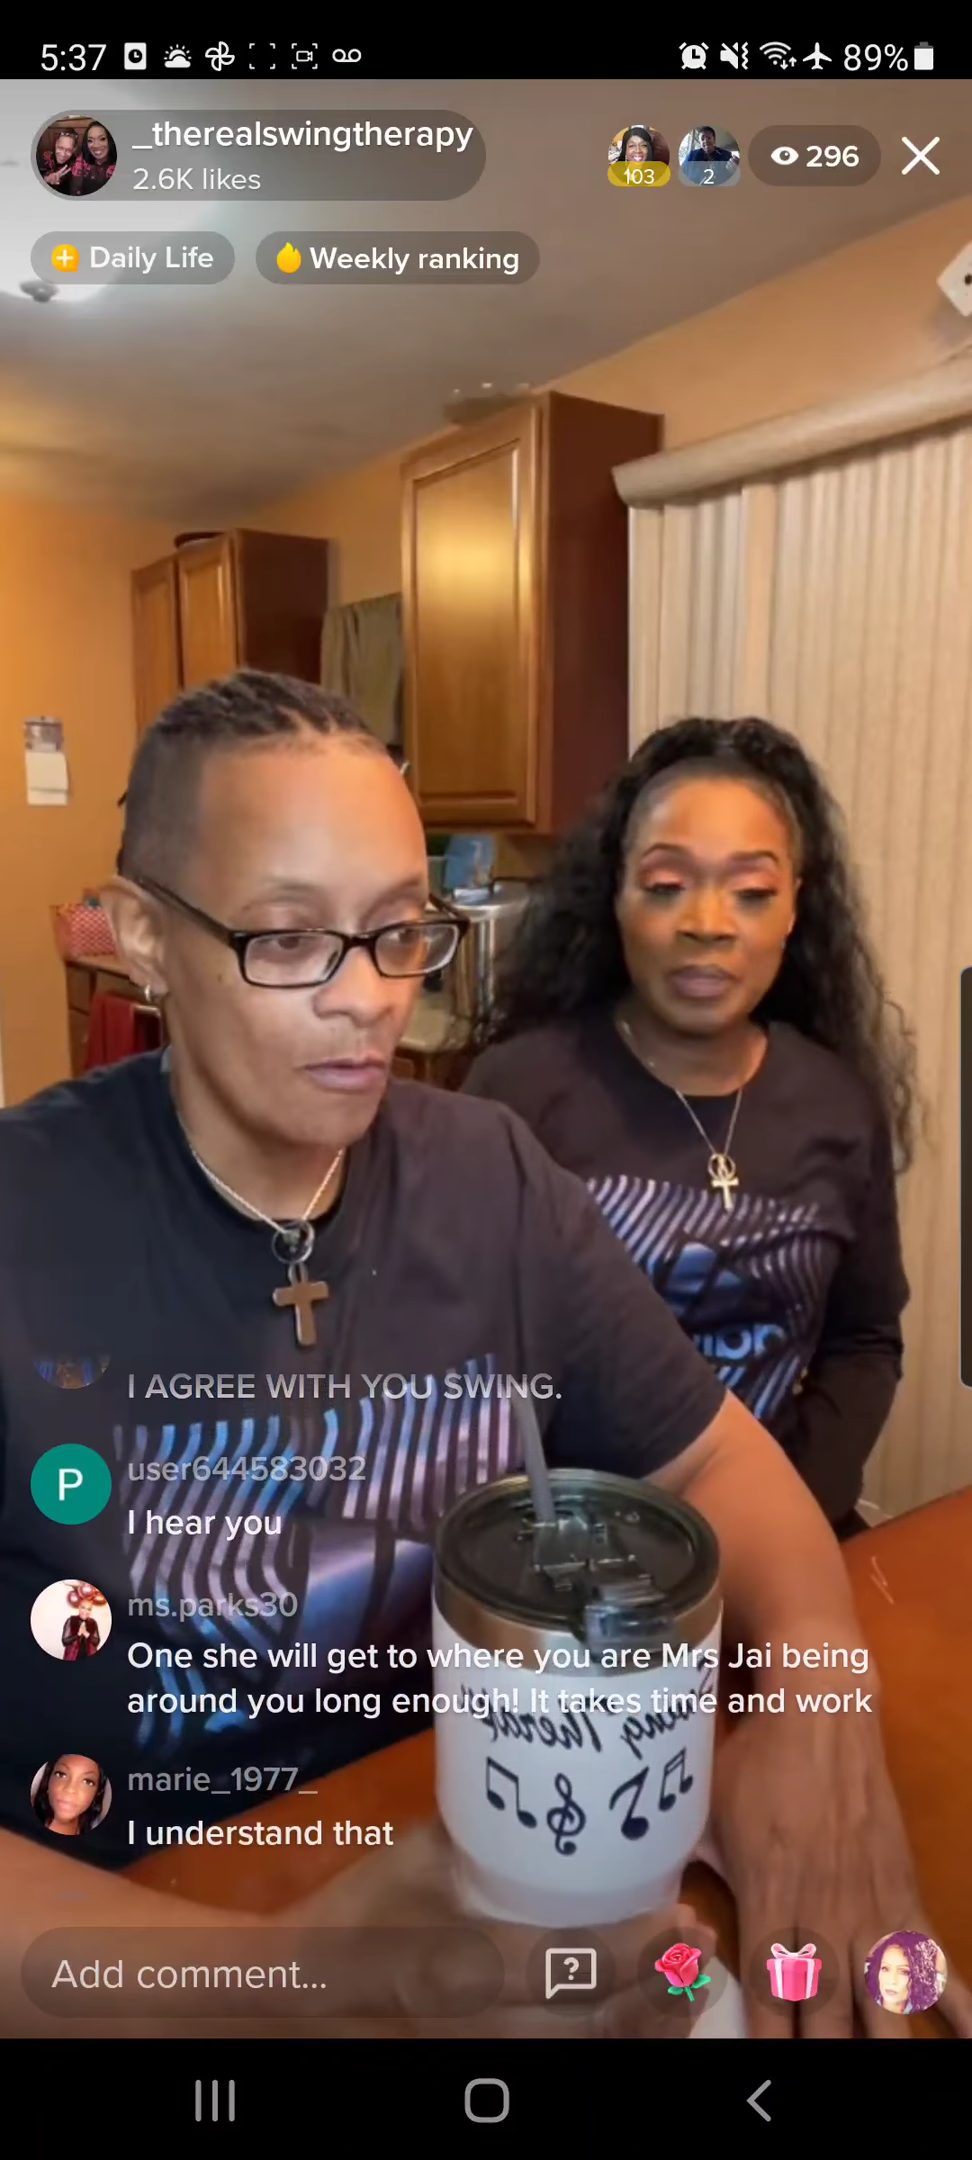 5:37
89%
_therealswingtherapy
2.6K likes
103
2
296
Daily Life
Weekly ranking
I AGREE WITH YOU SWING.
user644583032
I hear you
ms.parks30
One she will get to where you are Mrs Jai being
around you long enough! It takes time and work
marie_1977_
I understand that
Add comment...